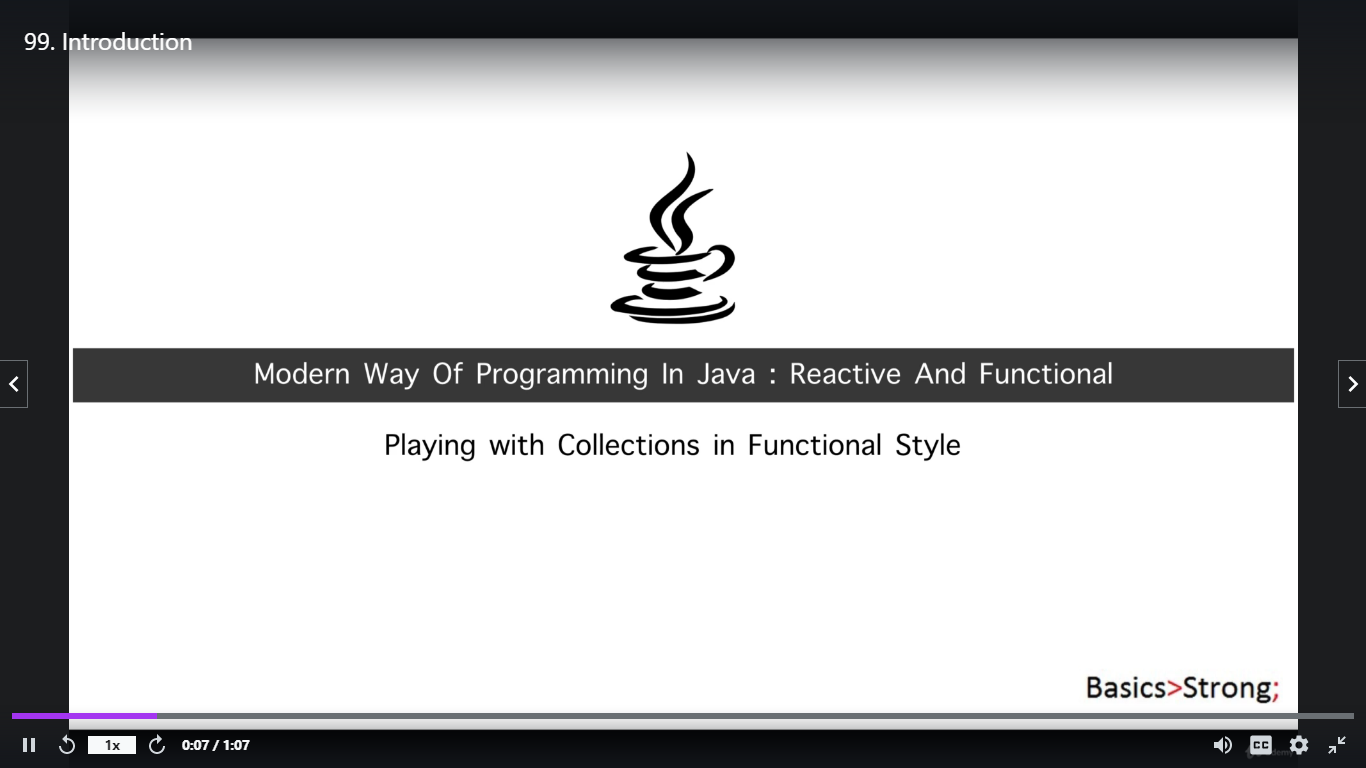 99. Introduction
Modern Way Of Programming In Java : Reactive And Functional
Playing with Collections in Functional Style
Basics>Strong;
1x
0:07 / 1:07
CC